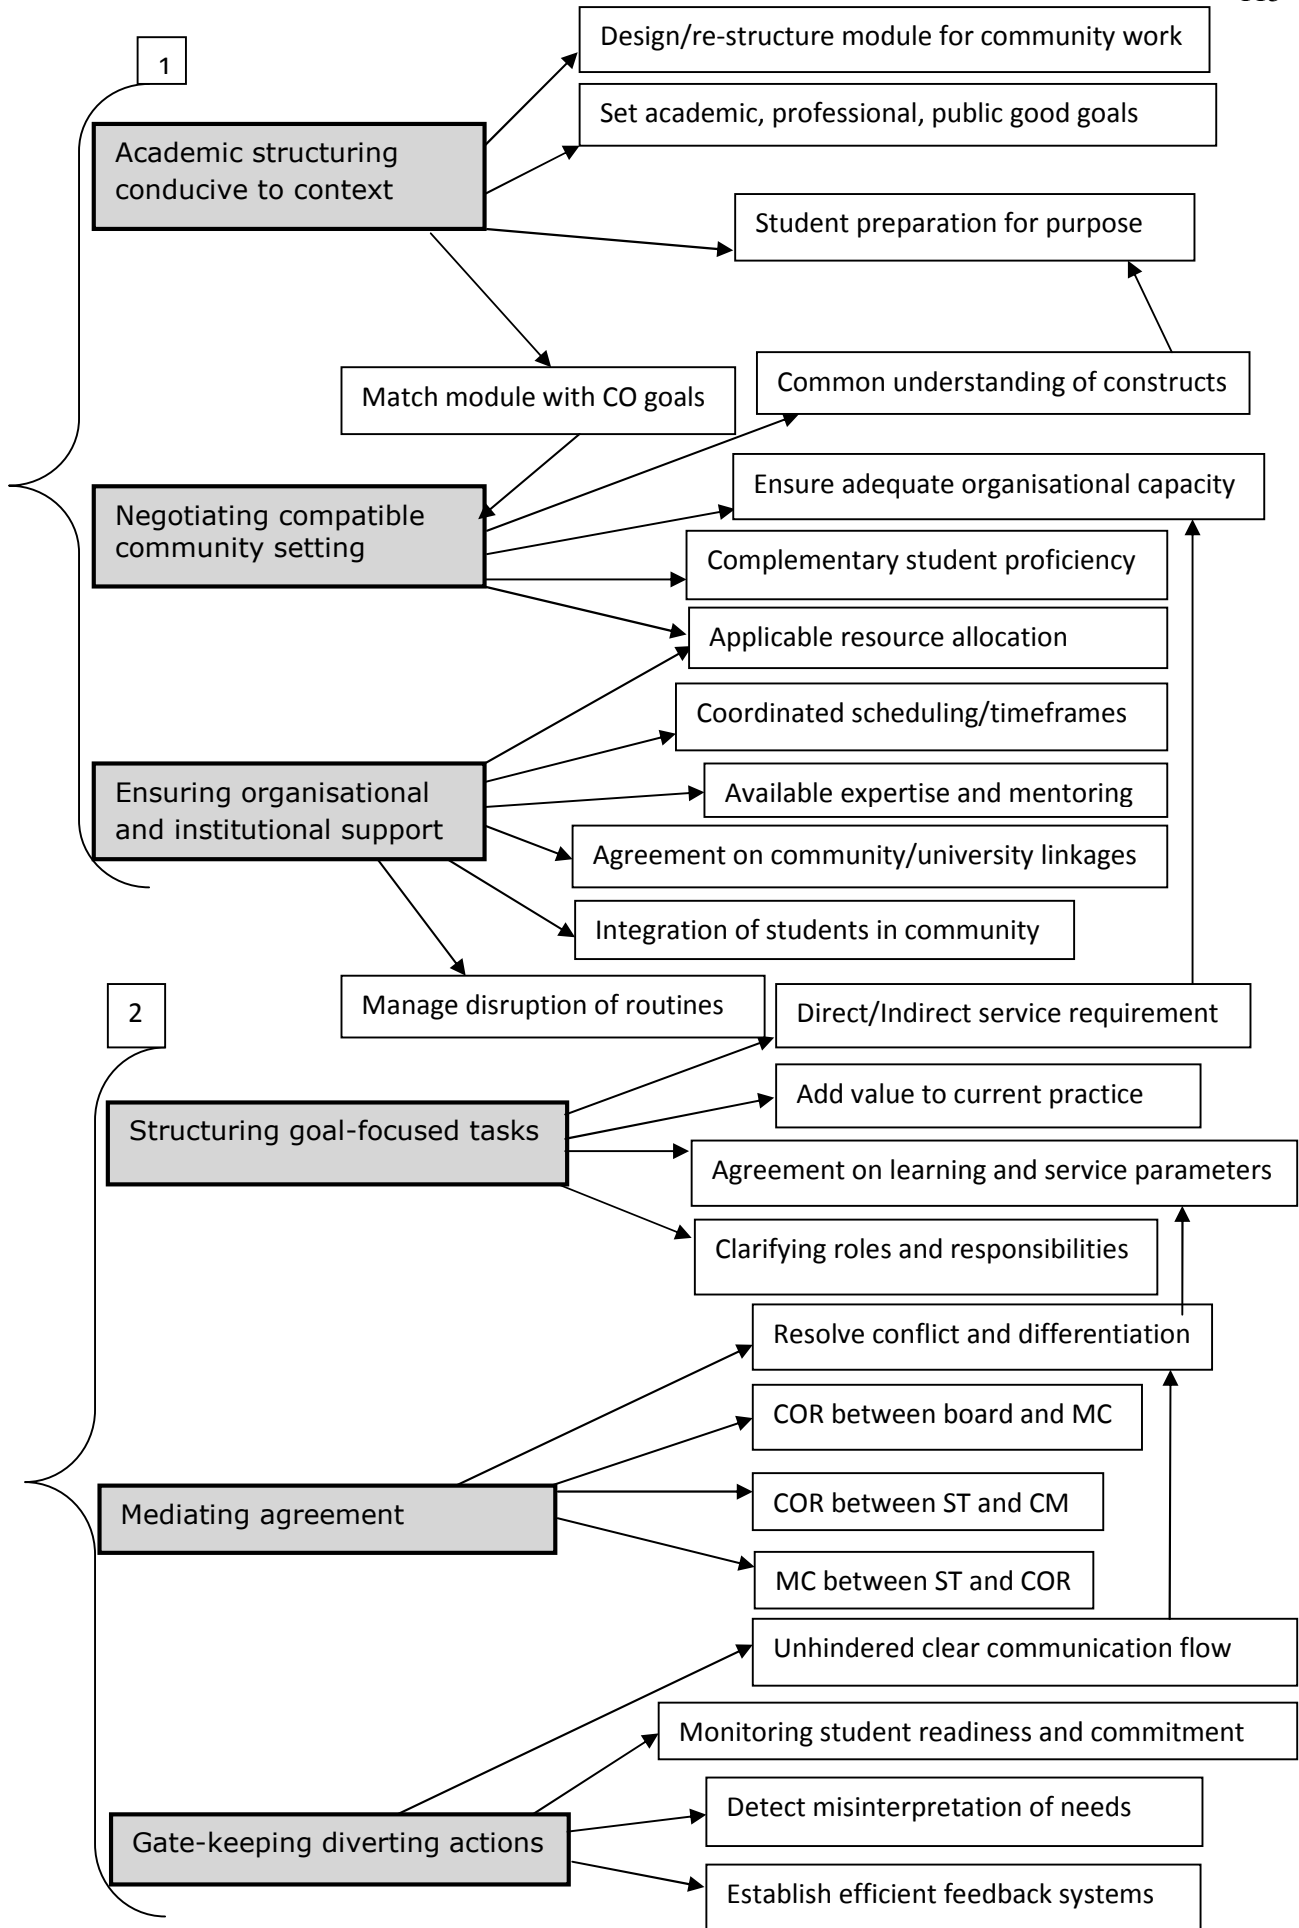 Design/re-structure module for community work
1
Set academic, professional, public good goals
Academic structuring
conducive to context
Student preparation for purpose
Common understanding of constructs
Match module with CO goals
Ensure adequate organisational capacity
Negotiating compatible
community setting
Complementary student proficiency
Applicable resource allocation
Coordinated scheduling/timeframes
Ensuring organisational
and institutional support
Available expertise and mentoring
Agreement on community/university linkages
Integration of students in community
Manage disruption of routines
2
Direct/Indirect service requirement
Add value to current practice
Structuring goal-focused tasks
Agreement on learning and service parameters
Clarifying roles and responsibilities
Resolve conflict and differentiation
COR between board and MC
COR between ST and CM
Mediating agreement
MC between ST and COR
Unhindered clear communication flow
Monitoring student readiness and commitment
Detect misinterpretation of needs
Gate-keeping diverting actions
Establish efficient feedback systems